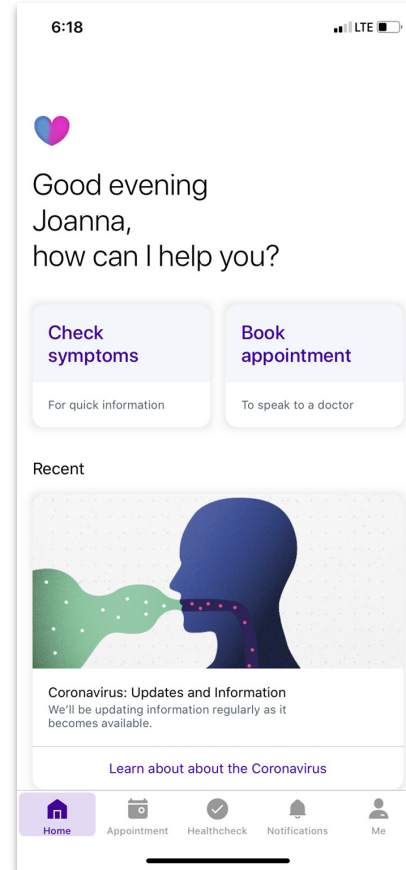 6:18
LTE
Good evening
Joanna,
how can I help you?
Check
symptoms
For quick information
Book
appointment
To speak to a doctor
Recent
Coronavirus: Updates and Information
We'll be updating information regularly as it
becomes available.
Learn about about the Coronavirus
Home
Appointment
Healthcheck
Notifications
Me